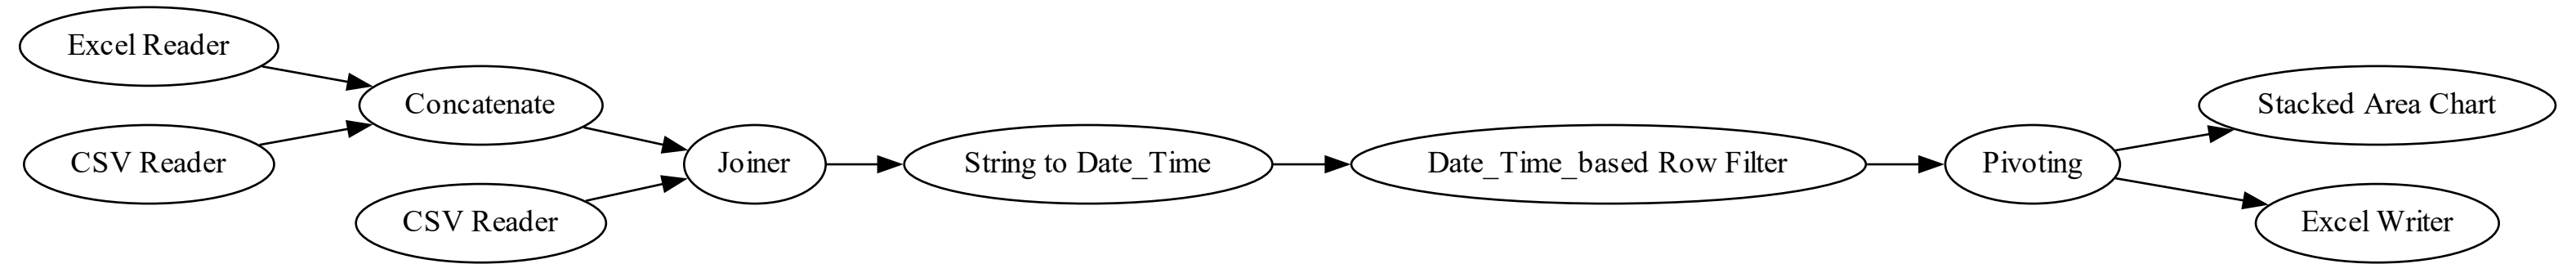 Excel Reader
CSV Reader
Concatenate
CSV Reader
Joiner
String to Date_Time
Date_Time_based Row Filter
Pivoting
Stacked Area Chart
Excel Writer